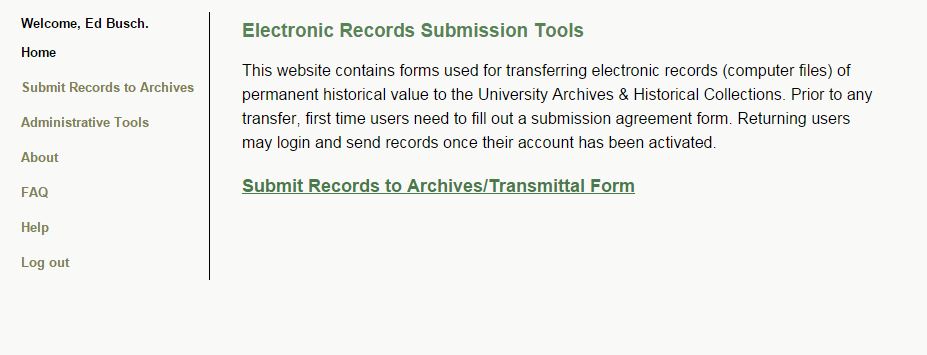 Welcome, Ed Busch.
Home
Submit Records to Archives
Administrative Tools
About
FAQ
Help
Log out
Electronic Records Submission Tools
This website contains forms used for transferring electronic records (computer files) of
permanent historical value to the University Archives & Historical Collections. Prior to any
transfer, first time users need to fill out a submission agreement form. Returning users
may login and send records once their account has been activated.
Submit Records to Archives/Transmittal Form